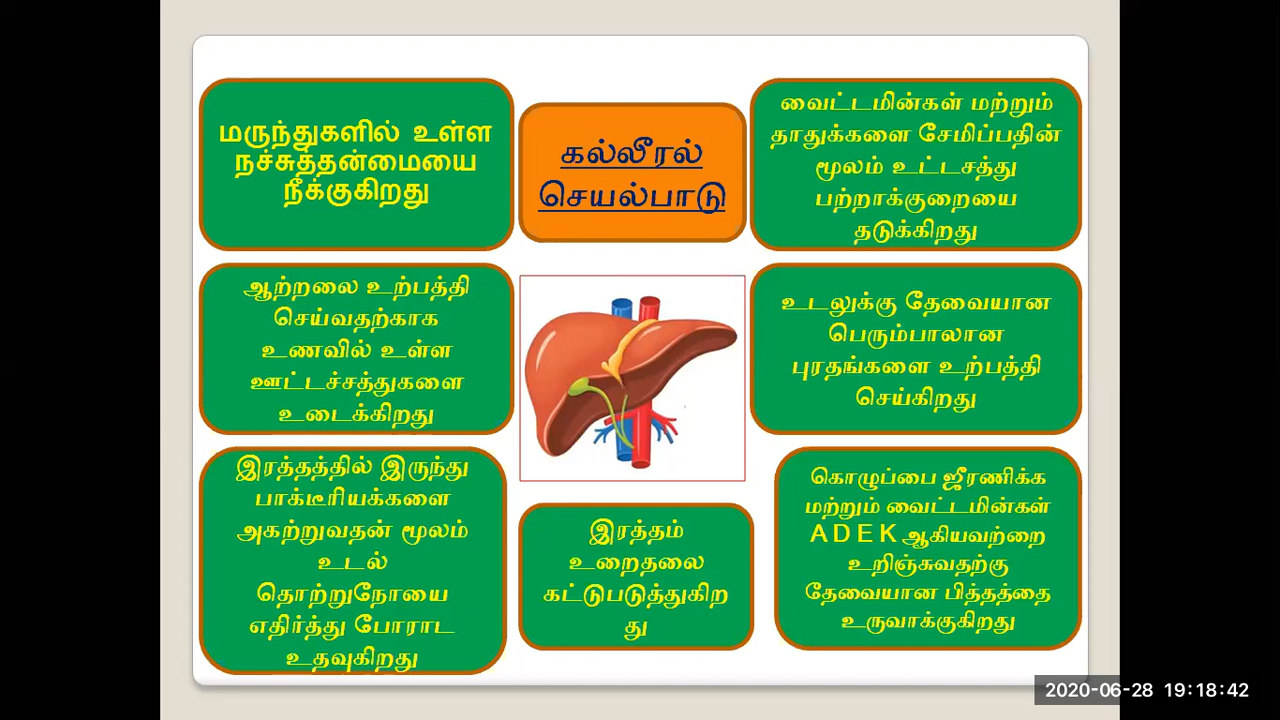 மருந்துகளில் உள்ள
நச்சுத்தன்மையை
நீக்குகிறது
கல்லீரல்
செயல்பாடு
வைட்டமின்கள் மற்றும்
தாதுக்களை சேமிப்பதின்
மூலம் உட்டசத்து
பற்றாக்குறையை
தடுக்கிறது
ஆற்றலை உற்பத்தி
செய்வதற்காக
உணவில் உள்ள
ஊட்டச்சத்துகளை
உடைக்கிறது
உடலுக்கு தேவையான
பெரும்பாலான
புரதங்களை உற்பத்தி
செய்கிறது
இரத்தத்தில் இருந்து
பாக்டீரியக்களை
அகற்றுவதன் மூலம்
உடல்
தொற்றுநோயை
எதிர்த்து போராட
உதவுகிறது
இரத்தம்
உறைதலை
கட்டுபடுத்துகிற
து
கொழுப்பை ஜீரணிக்க
மற்றும் வைட்டமின்கள்
A D E K ஆகியவற்றை
உறிஞ்சுவதற்கு
தேவையான பித்தத்தை
உருவாக்குகிறது
2020-06-28 19:18:42